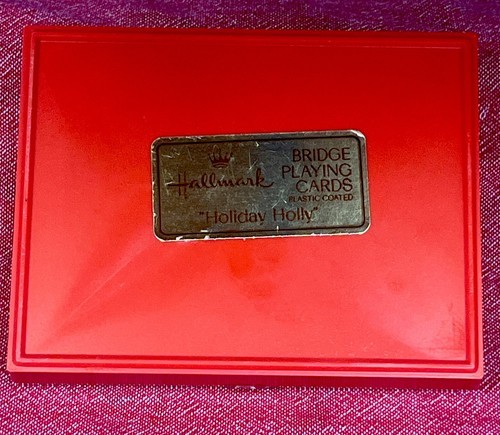 Hallmark
BRIDGE
PLAYING
CARDS
PLASTIC COATED
"Holiday Holly"